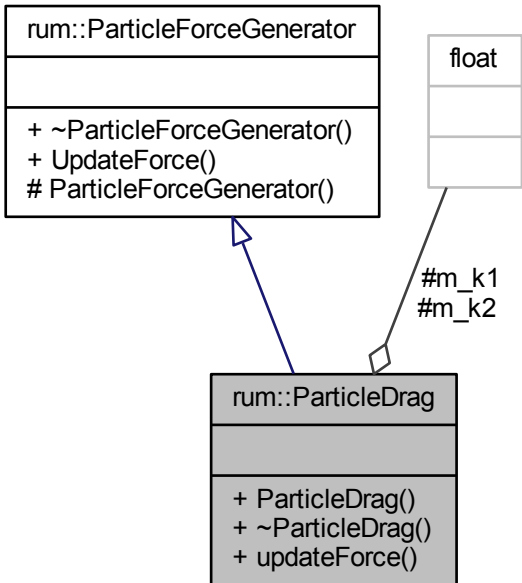 rum::ParticleForceGenerator
+ ~ParticleForceGenerator()
+ UpdateForce()
# ParticleForceGenerator()
float
#m_k1
#m_k2
rum::ParticleDrag
+ ParticleDrag()
+ ~ParticleDrag()
+ updateForce()